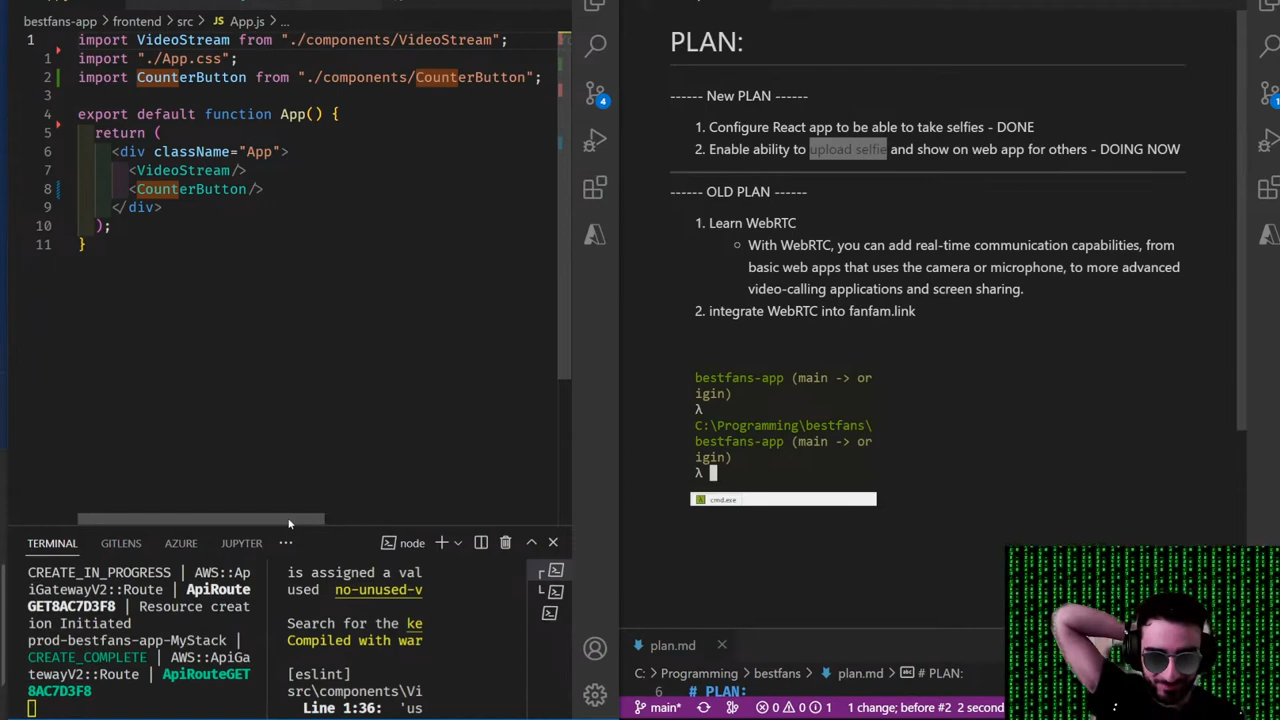 bestfans-app > frontend > src > JS App.js > ...
1 import VideoStream from "./components/VideoStream";
1 import "./App.css";
2 import CounterButton from "./components/CounterButton";
3
4 export default function App() {
5 return (
6 <div className="App">
7 <VideoStream/>
8 <CounterButton/>
9 </div>
10 );
11 }
TERMINAL GITLENS AZURE JUPYTER ... node
CREATE_IN_PROGRESS | AWS::Ap
iGatewayV2::Route | ApiRoute
GET8AC7D3F8 | Resource creat
ion Initiated
prod-bestfans-app-MyStack |
CREATE_COMPLETE | AWS::ApiGa
tewayV2::Route | ApiRouteGET
8AC7D3F8
is assigned a val
used no-unused-v
Search for the ke
Compiled with war
[eslint]
src\components\Vi
Line 1:36: 'us
4
PLAN:
------ New PLAN ------
1. Configure React app to be able to take selfies - DONE
2. Enable ability to upload selfie and show on web app for others - DOING NOW
------ OLD PLAN ------
1. Learn WebRTC
With WebRTC, you can add real-time communication capabilities, from
basic web apps that uses the camera or microphone, to more advanced
video-calling applications and screen sharing.
2. integrate WebRTC into fanfam.link
bestfans-app (main -> or
igin)
λ
C:\Programming\bestfans\
bestfans-app (main -> or
igin)
λ
cmd.exe
plan.md
C: > Programming > bestfans > plan.md > # PLAN:
6 # PLAN:
main* 0 0 1 1 change; before #2 2 second